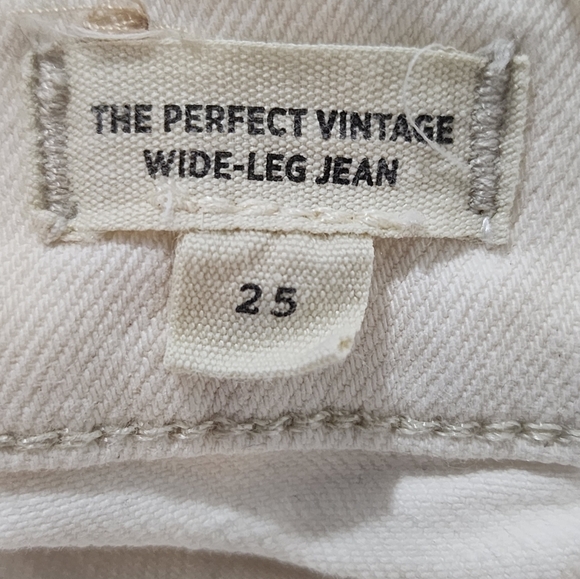 THE PERFECT VINTAGE
WIDE-LEG JEAN
25